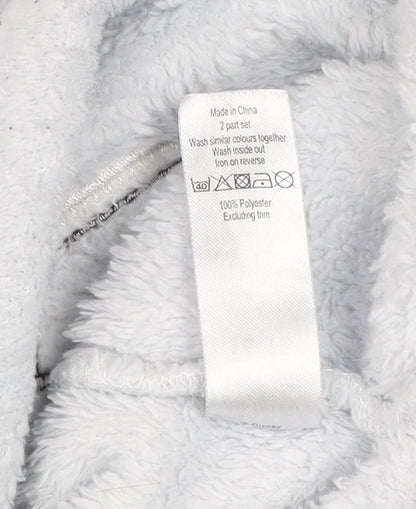 Made in China
2 part set
Wash similar colours together
Wash inside out
Iron on reverse
40
100% Polyester
Excluding trim
Disney